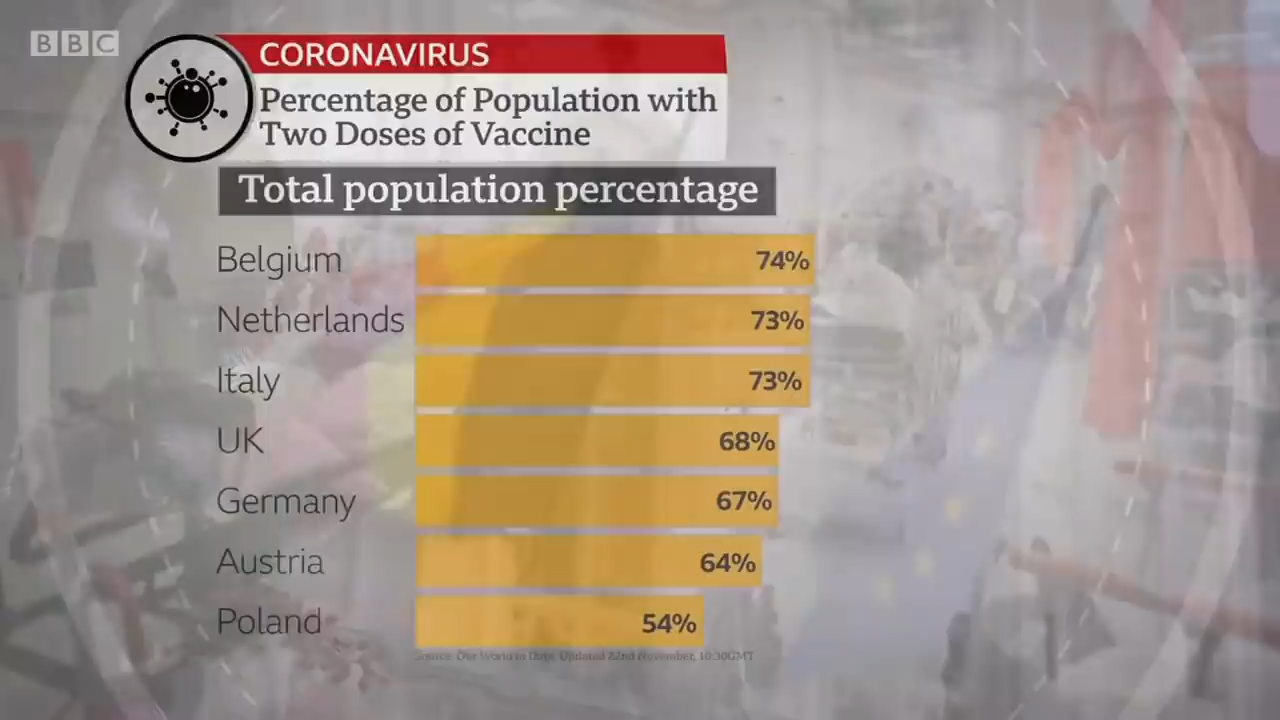 BBC
CORONAVIRUS
Percentage of Population with
Two Doses of Vaccine
Total population percentage
Belgium 74%
Netherlands 73%
Italy 73%
UK 68%
Germany 67%
Austria 64%
Poland 54%
Source: Our World in Data, Updated 22nd November, 10:30GMT